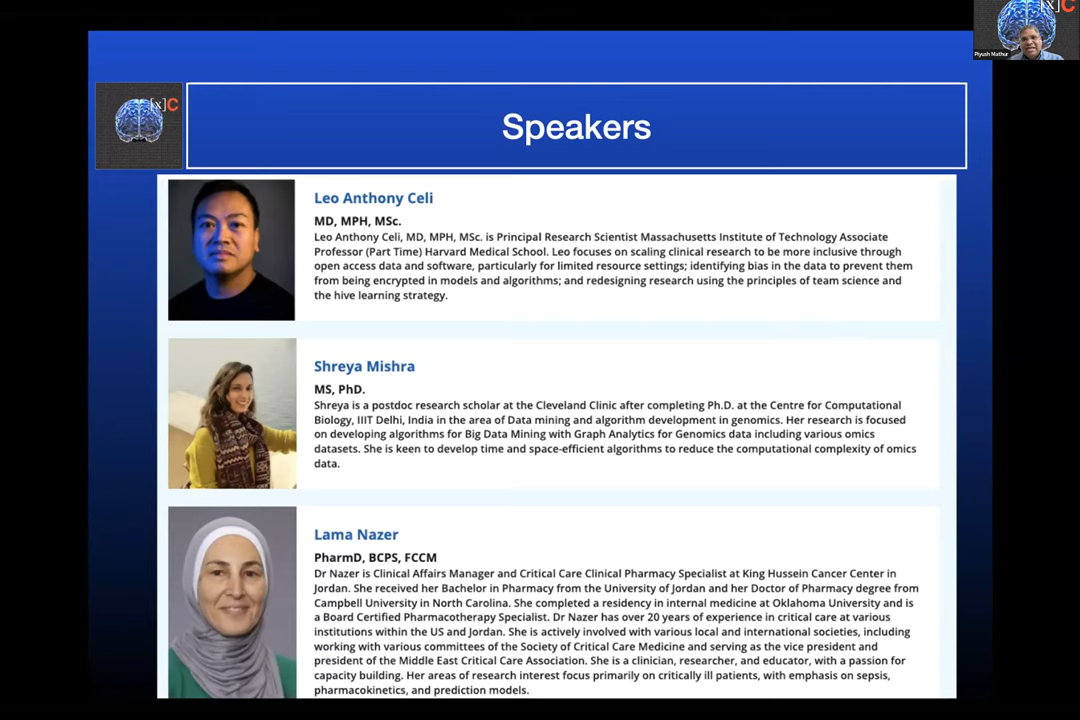 [x]C
Piyush Mathur
[x]C
Speakers
Leo Anthony Celi
MD, MPH, MSc.
Leo Anthony Celi, MD, MPH, MSc. is Principal Research Scientist Massachusetts Institute of Technology Associate
Professor (Part Time) Harvard Medical School. Leo focuses on scaling clinical research to be more inclusive through
open access data and software, particularly for limited resource settings; identifying bias in the data to prevent them
from being encrypted in models and algorithms; and redesigning research using the principles of team science and
the hive learning strategy.
Shreya Mishra
MS, PhD.
Shreya is a postdoc research scholar at the Cleveland Clinic after completing Ph.D. at the Centre for Computational
Biology, IIIT Delhi, India in the area of Data mining and algorithm development in genomics. Her research is focused
on developing algorithms for Big Data Mining with Graph Analytics for Genomics data including various omics
datasets. She is keen to develop time and space-efficient algorithms to reduce the computational complexity of omics
data.
Lama Nazer
PharmD, BCPS, FCCM
Dr Nazer is Clinical Affairs Manager and Critical Care Clinical Pharmacy Specialist at King Hussein Cancer Center in
Jordan. She received her Bachelor in Pharmacy from the University of Jordan and her Doctor of Pharmacy degree from
Campbell University in North Carolina. She completed a residency in internal medicine at Oklahoma University and is
a Board Certified Pharmacotherapy Specialist. Dr Nazer has over 20 years of experience in critical care at various
institutions within the US and Jordan. She is actively involved with various local and international societies, including
working with various committees of the Society of Critical Care Medicine and serving as the vice president and
president of the Middle East Critical Care Association. She is a clinician, researcher, and educator, with a passion for
capacity building. Her areas of research interest focus primarily on critically ill patients, with emphasis on sepsis,
pharmacokinetics, and prediction models.